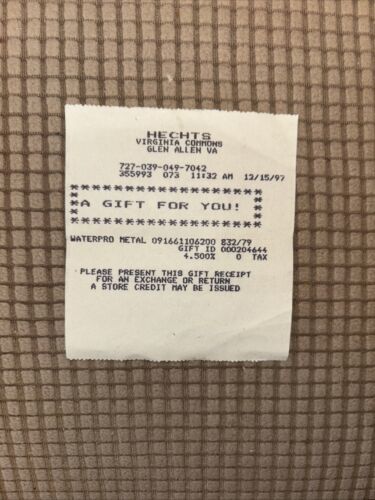 HECHTS
VIRGINIA COMMONS
GLEN ALLEN VA
727-039-049-7042
355993 073 11:32 AM 12/15/97
*********************
*A GIFT FOR YOU!*
*********************
WATERPRO METAL 091661106200 832/79
GIFT ID 000204644
4.500% 0 TAX
PLEASE PRESENT THIS GIFT RECEIPT
FOR AN EXCHANGE OR RETURN
A STORE CREDIT MAY BE ISSUED